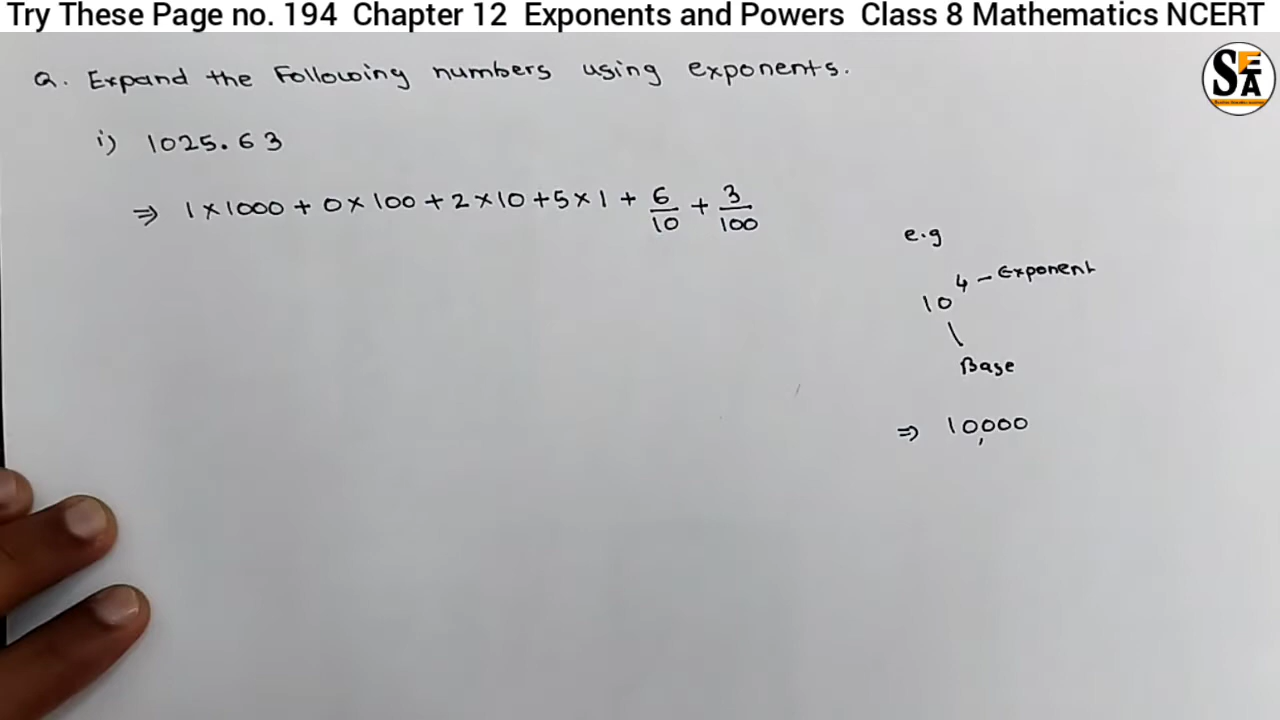 Try These Page no. 194 Chapter 12 Exponents and Powers Class 8 Mathematics NCERT
SFEA
Q. Expand the Following numbers using exponents.
i) 1025.63
⇒ 1 × 1000 + 0 × 100 + 2 × 10 + 5 × 1 + 6/10 + 3/100
e.g
10⁴ – Exponent
Base
⇒ 10,000